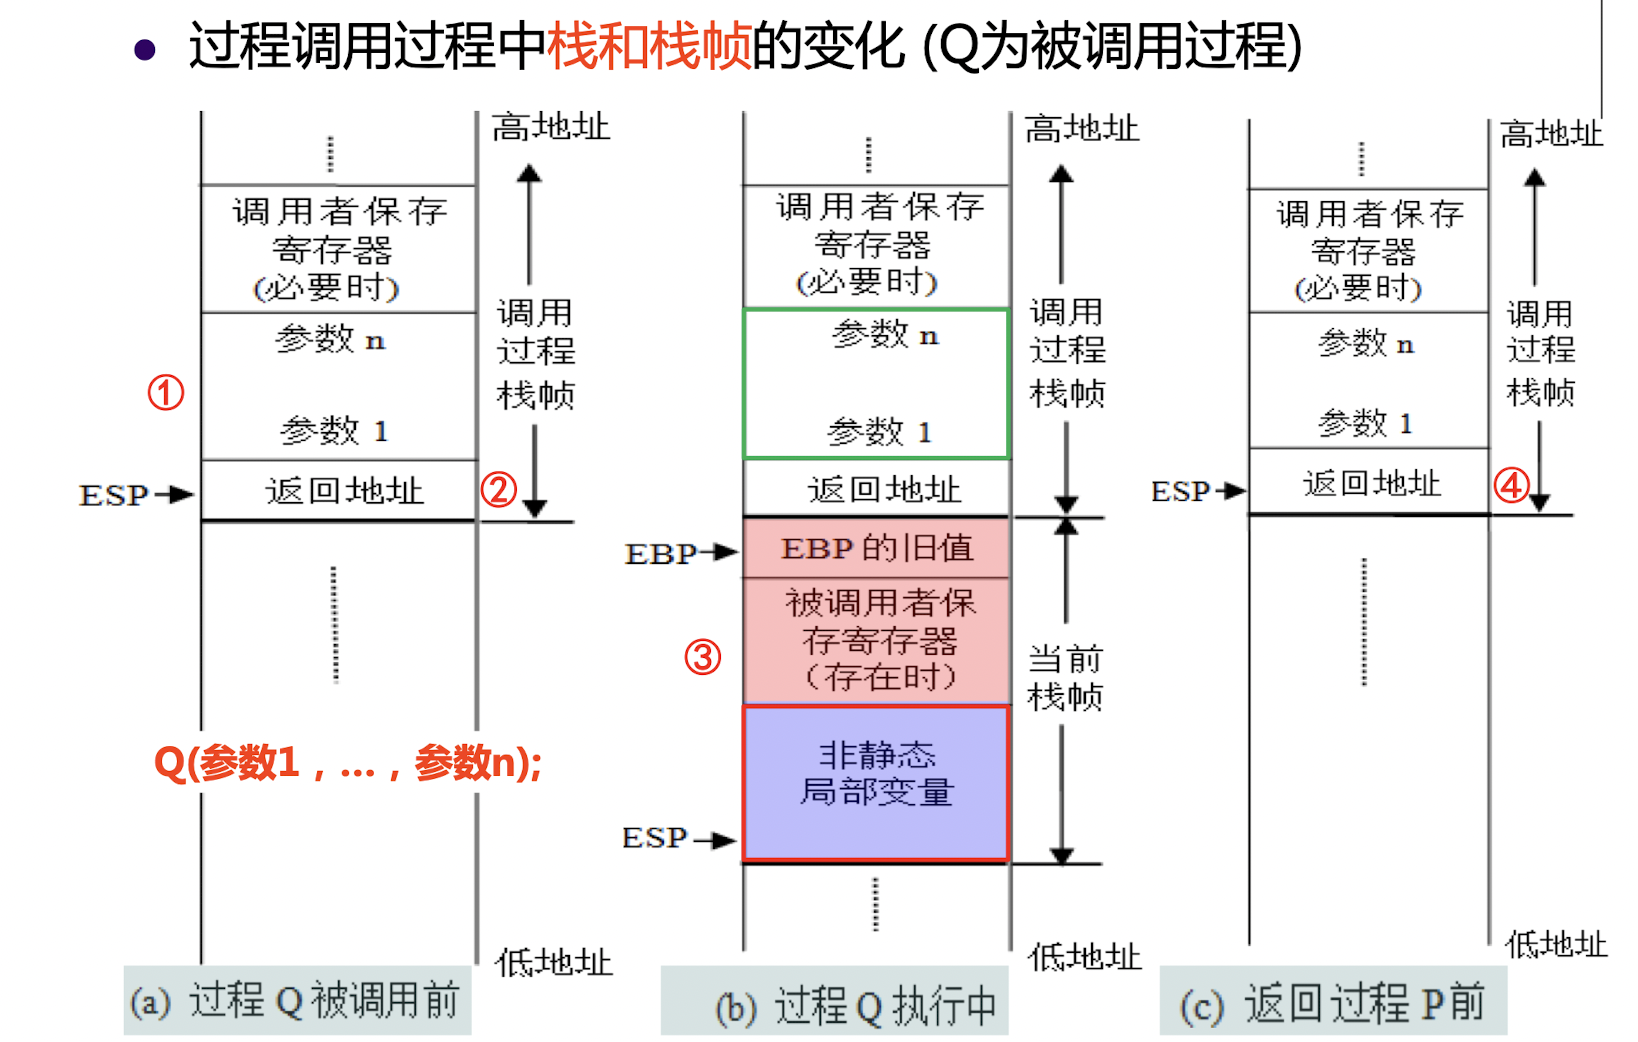 ● 过程调用过程中栈和栈帧的变化 (Q为被调用过程)
高地址
调用者保存
寄存器
(必要时)
参数 n
①
参数 1
ESP
返回地址
②
调用
过程
栈帧
Q(参数1，…，参数n);
低地址
(a) 过程 Q 被调用前
高地址
调用者保存
寄存器
(必要时)
参数 n
参数 1
返回地址
调用
过程
栈帧
EBP
EBP 的旧值
被调用者保
存寄存器
（存在时）
③
非静态
局部变量
ESP
当前
栈帧
低地址
(b) 过程 Q 执行中
高地址
调用者保存
寄存器
(必要时)
参数 n
参数 1
ESP
返回地址
④
调用
过程
栈帧
低地址
(c) 返回过程 P 前